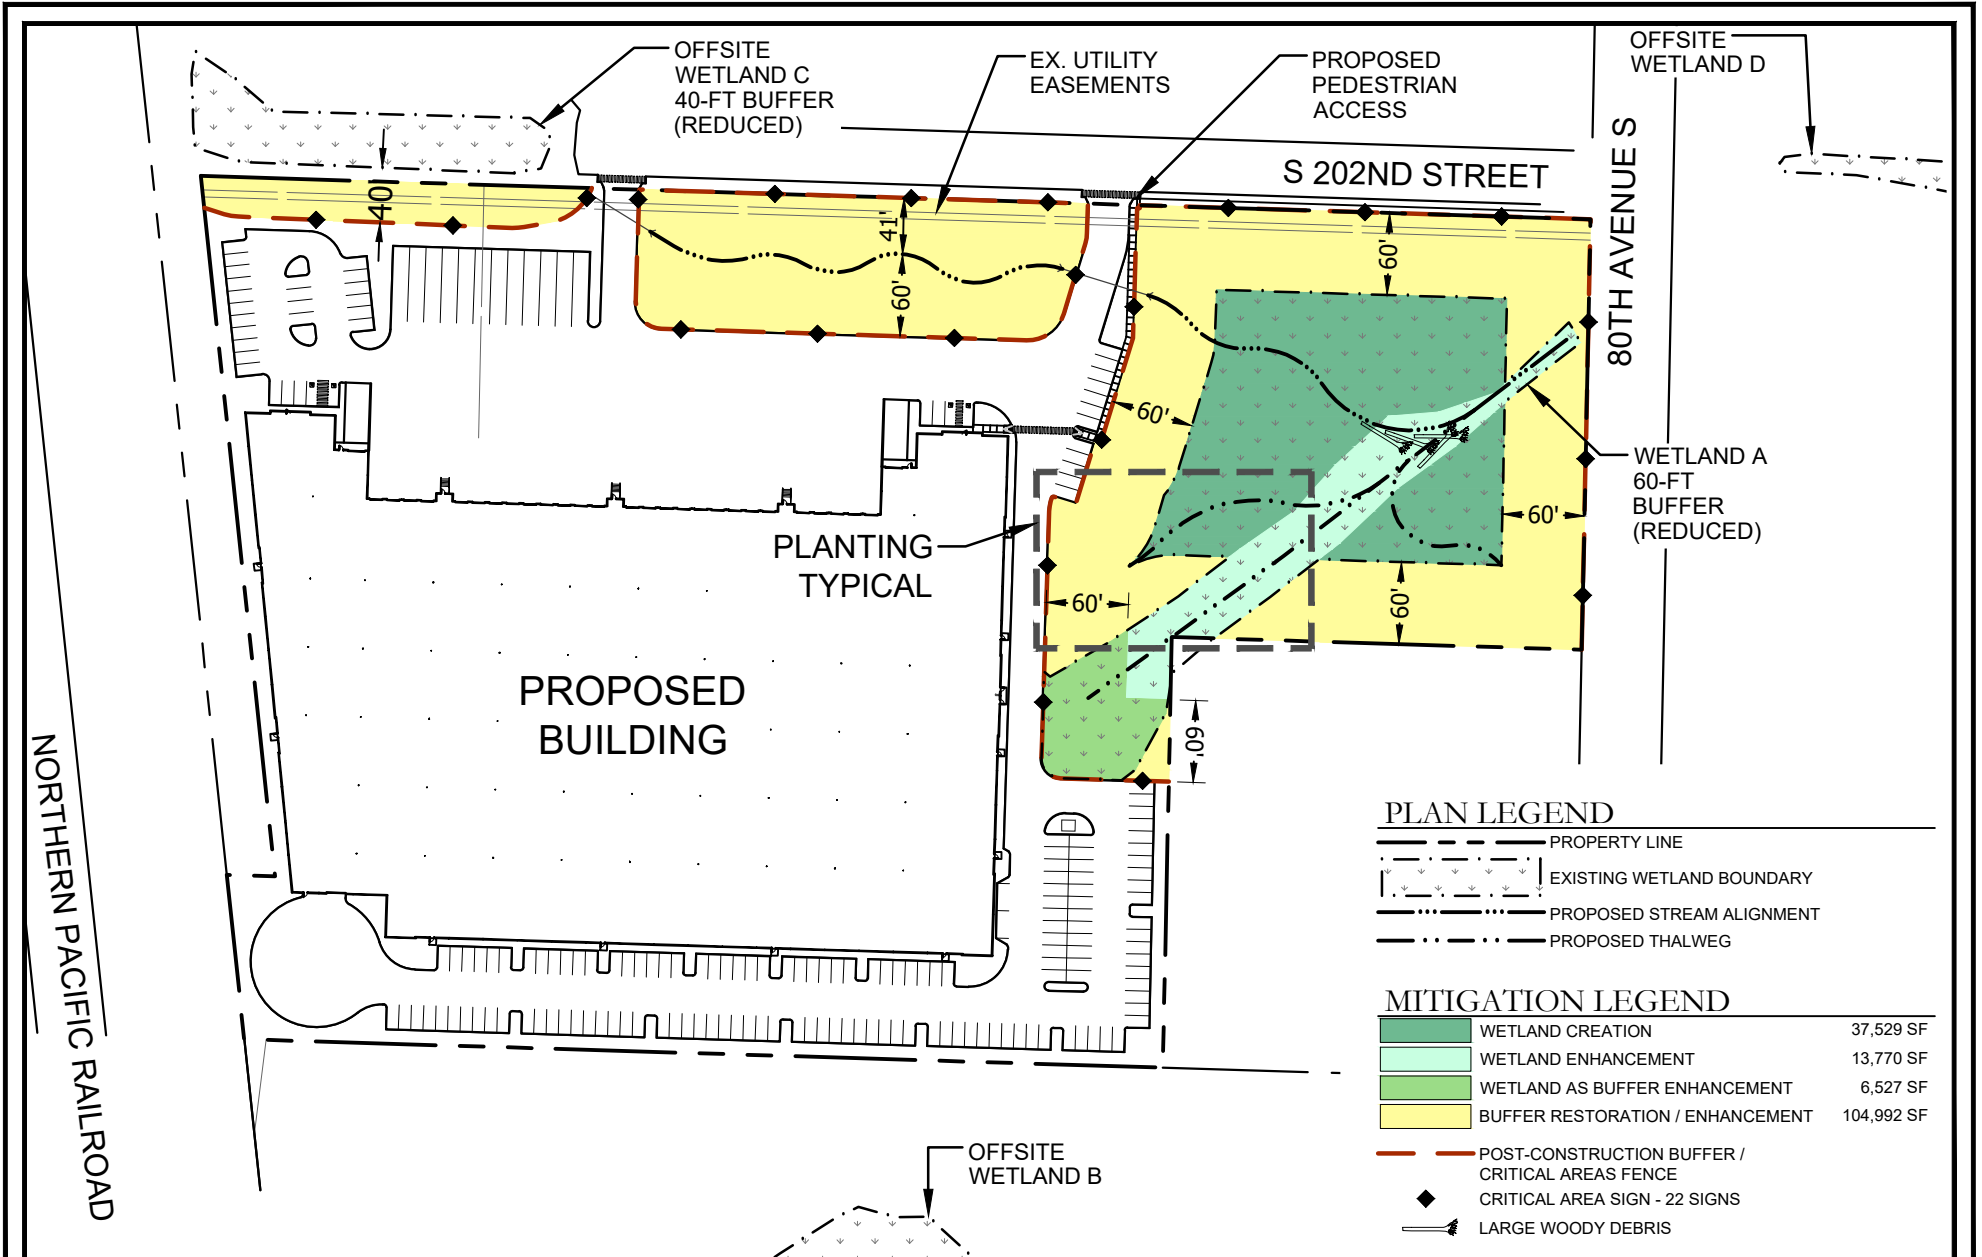 OFFSITE
WETLAND C
40-FT BUFFER
(REDUCED)
EX. UTILITY
EASEMENTS
PROPOSED
PEDESTRIAN
ACCESS
OFFSITE
WETLAND D
S 202ND STREET
80TH AVENUE S
40'
41'
60'
60'
60'
60'
60'
60'
60'
WETLAND A
60-FT
BUFFER
(REDUCED)
PLANTING
TYPICAL
PROPOSED
BUILDING
NORTHERN PACIFIC RAILROAD
OFFSITE
WETLAND B
PLAN LEGEND
PROPERTY LINE
EXISTING WETLAND BOUNDARY
PROPOSED STREAM ALIGNMENT
PROPOSED THALWEG
MITIGATION LEGEND
WETLAND CREATION 37,529 SF
WETLAND ENHANCEMENT 13,770 SF
WETLAND AS BUFFER ENHANCEMENT 6,527 SF
BUFFER RESTORATION / ENHANCEMENT 104,992 SF
POST-CONSTRUCTION BUFFER /
CRITICAL AREAS FENCE
CRITICAL AREA SIGN - 22 SIGNS
LARGE WOODY DEBRIS